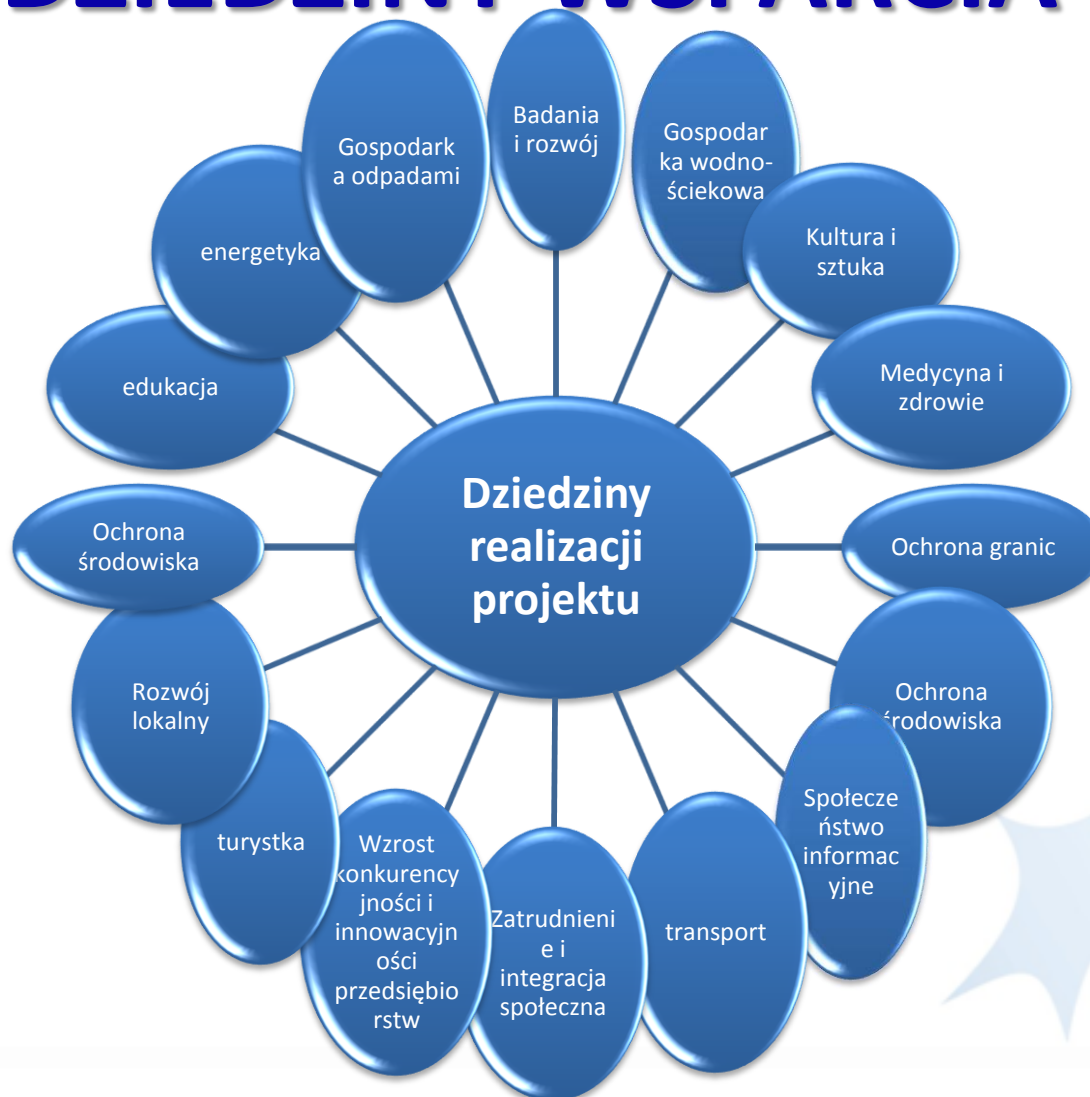 DZIEDZINY WSPARCIA
Badania
i rozwój
Gospodar
ka wodno-
ściekowa
Kultura i
sztuka
Medycyna i
zdrowie
Ochrona granic
Ochrona
środowiska
Społecze
ństwo
informac
yjne
transport
Zatrudnieni
e i
integracja
społeczna
Wzrost
konkurency
jności i
innowacyjn
ości
przedsiębio
rstw
turystka
Rozwój
lokalny
Ochrona
środowiska
edukacja
energetyka
Gospodark
a odpadami
Dziedziny
realizacji
projektu